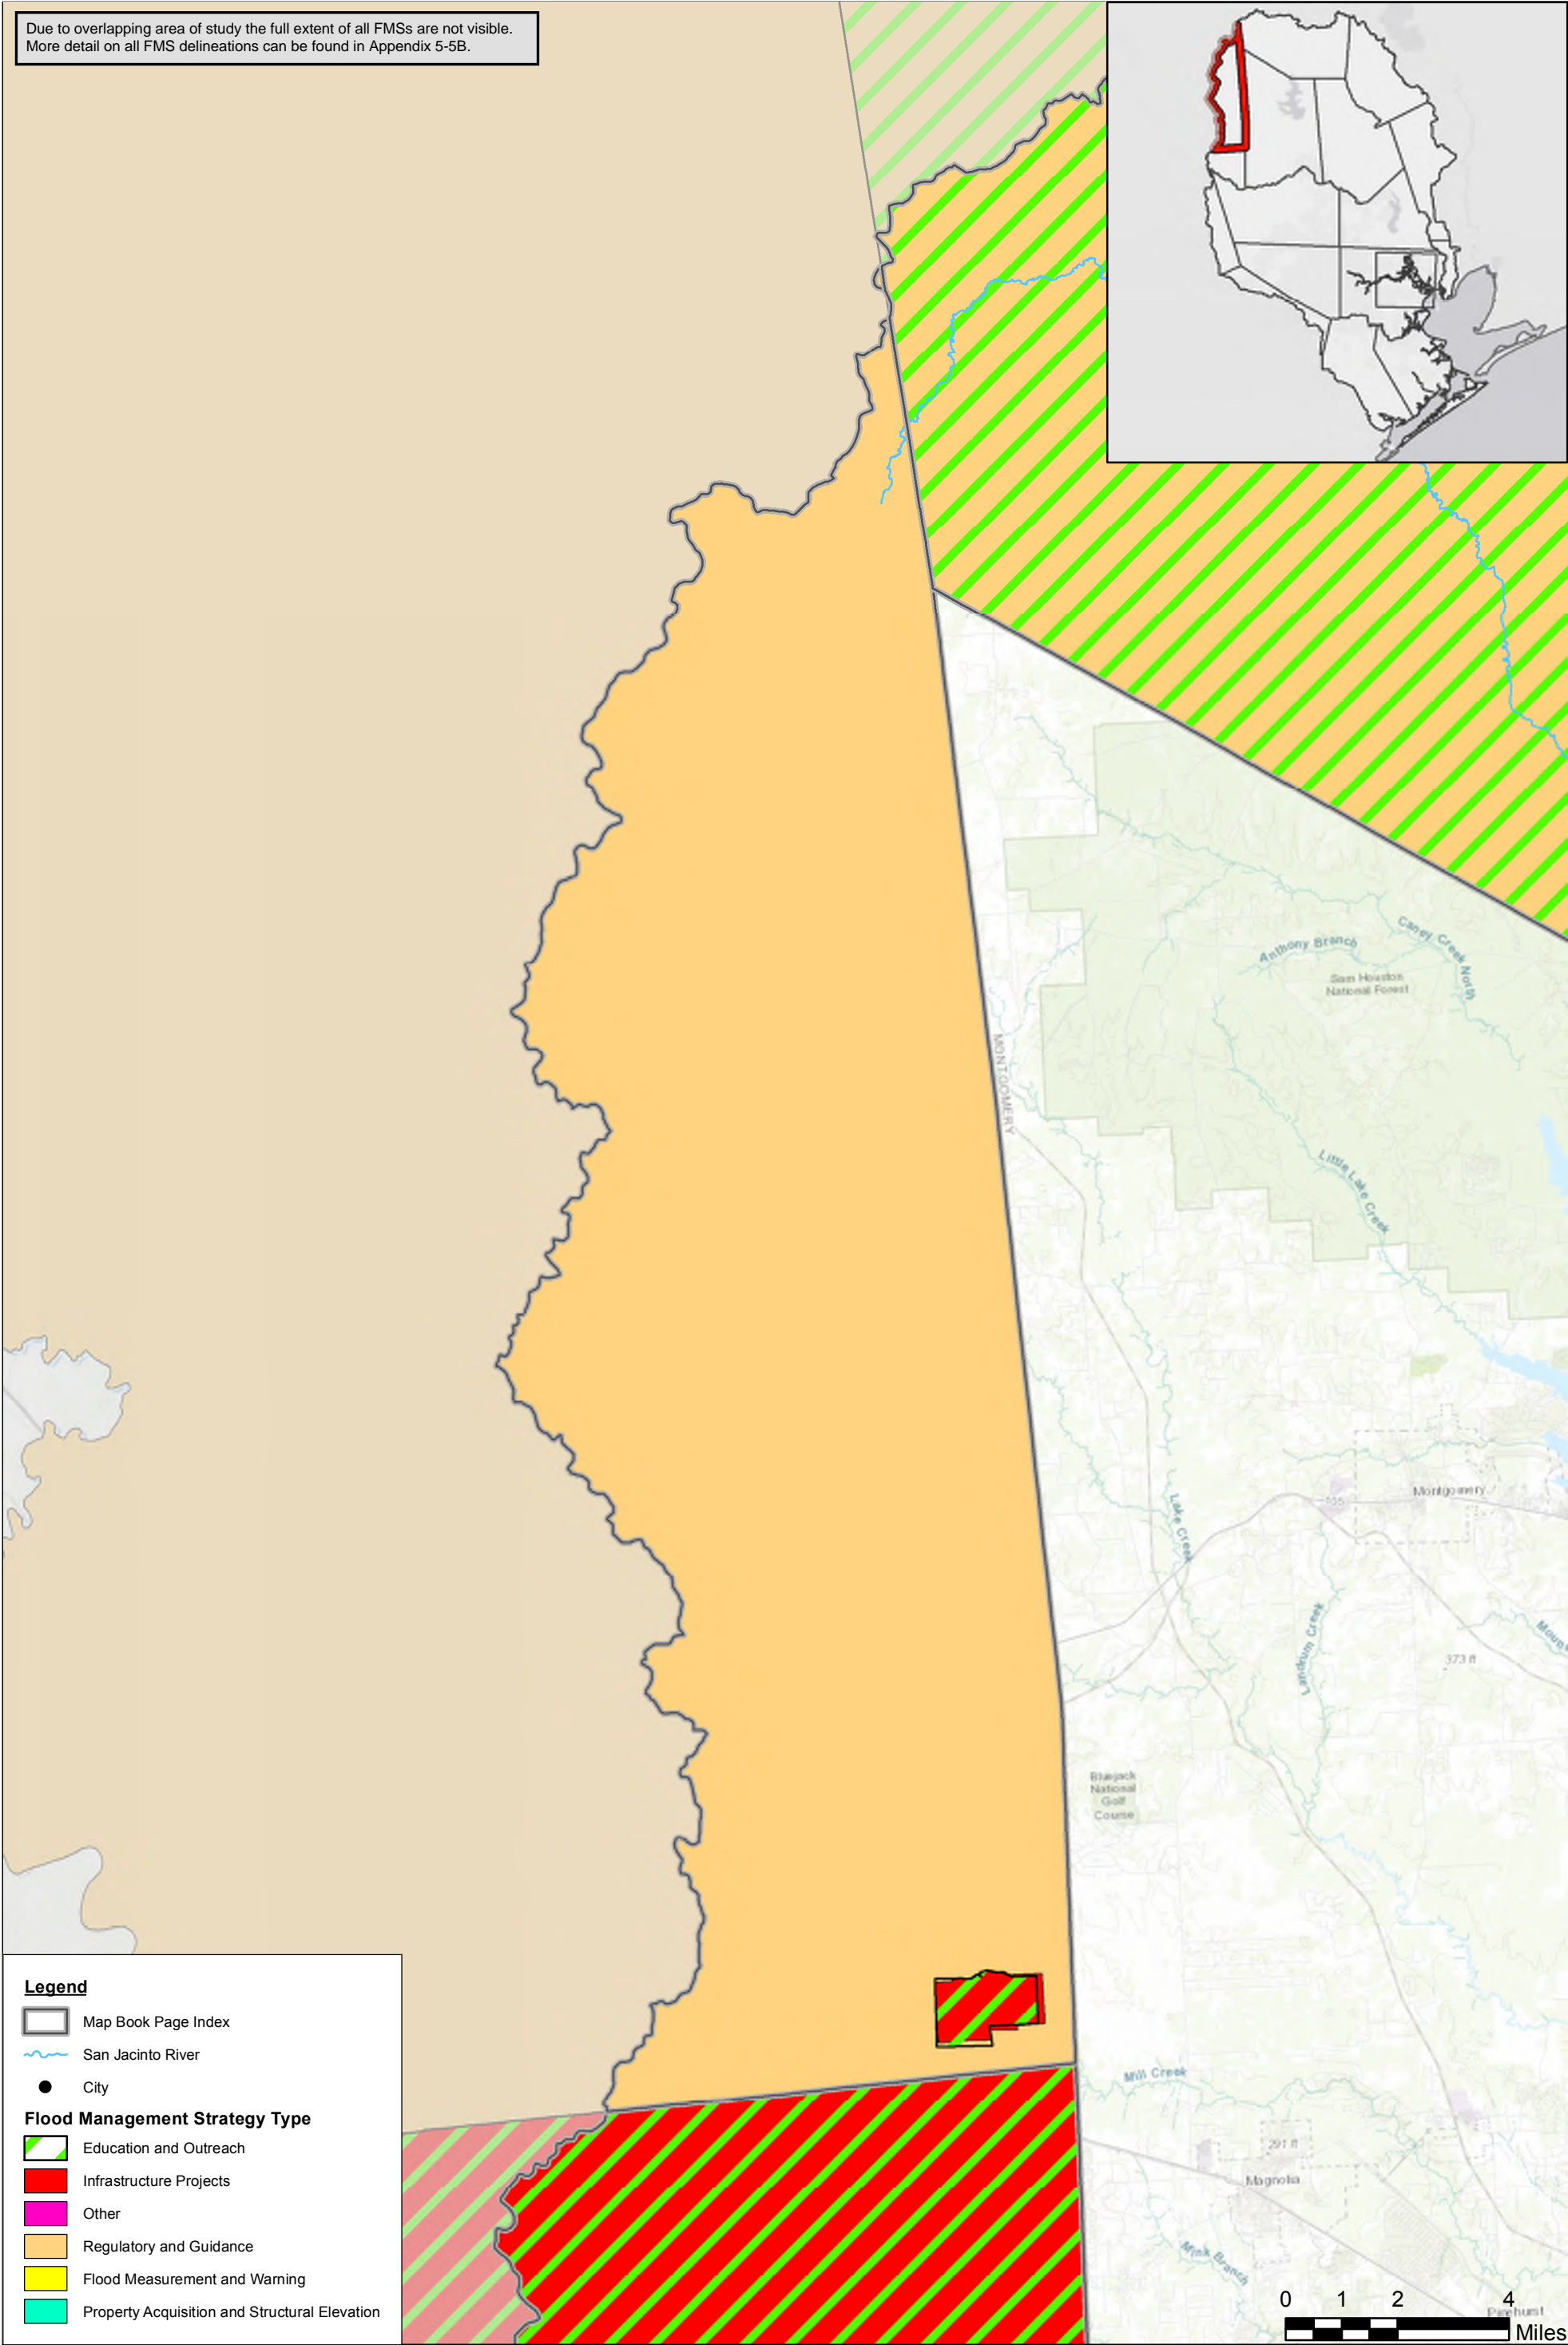 Due to overlapping area of study the full extent of all FMSs are not visible.
More detail on all FMS delineations can be found in Appendix 5-5B.
Caney Creek North
Anthony Branch
Sam Houston
National Forest
MONTGOMERY
Little Lake Creek
Montgomery
105
Lake Creek
Landrum Creek
Mount
373 ft
Bluejack
National
Golf
Course
Mill Creek
291 ft
Magnolia
Mink Branch
Pinehurst
Legend
Map Book Page Index
San Jacinto River
City
Flood Management Strategy Type
Education and Outreach
Infrastructure Projects
Other
Regulatory and Guidance
Flood Measurement and Warning
Property Acquisition and Structural Elevation
0 1 2 4
Miles